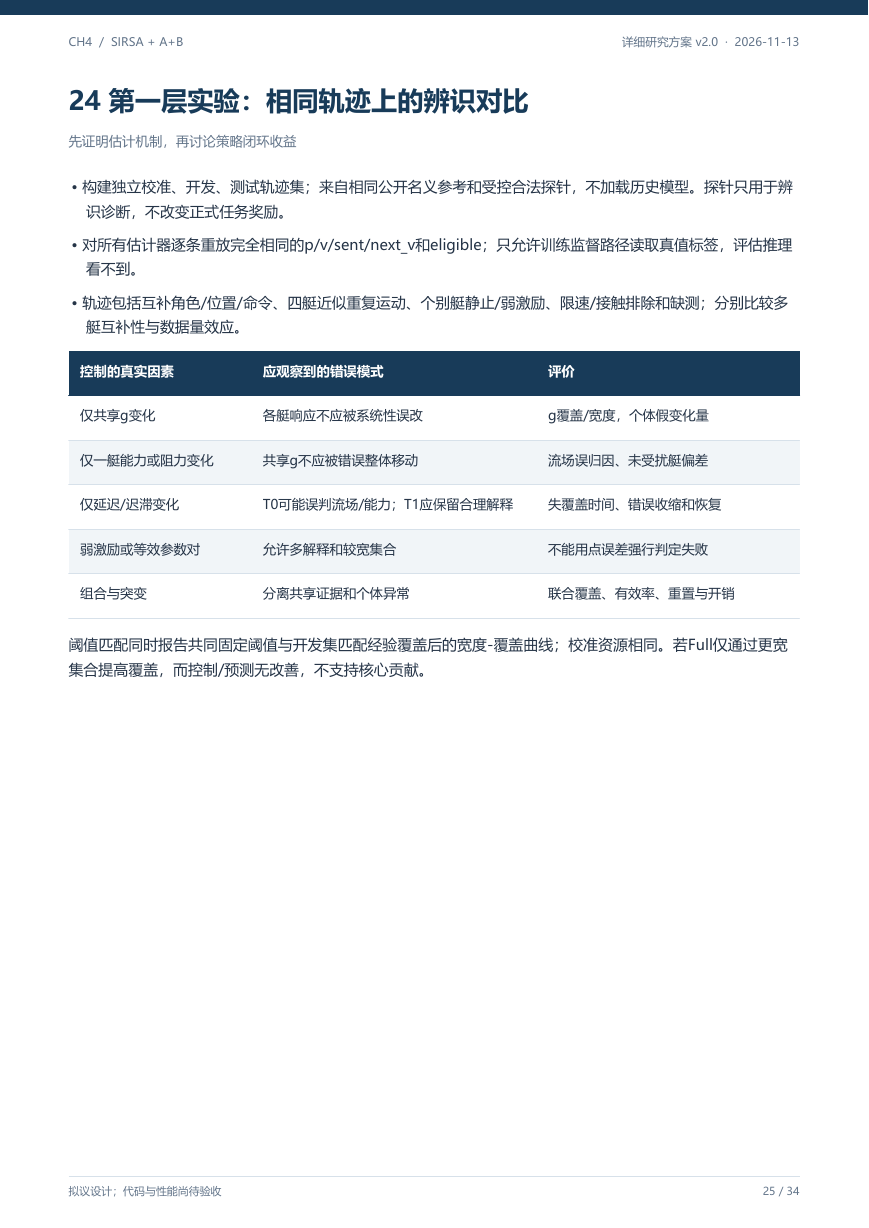 CH4 / SIRSA + A+B
详细研究方案 v2.0 · 2026-11-13
24 第一层实验：相同轨迹上的辨识对比
先证明估计机制，再讨论策略闭环收益
• 构建独立校准、开发、测试轨迹集；来自相同公开名义参考和受控合法探针，不加载历史模型。探针只用于辨
识诊断，不改变正式任务奖励。
• 对所有估计器逐条重放完全相同的p/v/sent/next_v和eligible；只允许训练监督路径读取真值标签，评估推理
看不到。
• 轨迹包括互补角色/位置/命令、四艇近似重复运动、个别艇静止/弱激励、限速/接触排除和缺测；分别比较多
艇互补性与数据量效应。
控制的真实因素 应观察到的错误模式 评价
仅共享g变化 各艇响应不应被系统性误改 g覆盖/宽度，个体假变化量
仅一艇能力或阻力变化 共享g不应被错误整体移动 流场误归因、未受扰艇偏差
仅延迟/迟滞变化 T0可能误判流场/能力；T1应保留合理解释 失覆盖时间、错误收缩和恢复
弱激励或等效参数对 允许多解释和较宽集合 不能用点误差强行判定失败
组合与突变 分离共享证据和个体异常 联合覆盖、有效率、重置与开销
阈值匹配同时报告共同固定阈值与开发集匹配经验覆盖后的宽度-覆盖曲线；校准资源相同。若Full仅通过更宽
集合提高覆盖，而控制/预测无改善，不支持核心贡献。
拟议设计；代码与性能尚待验收
25 / 34